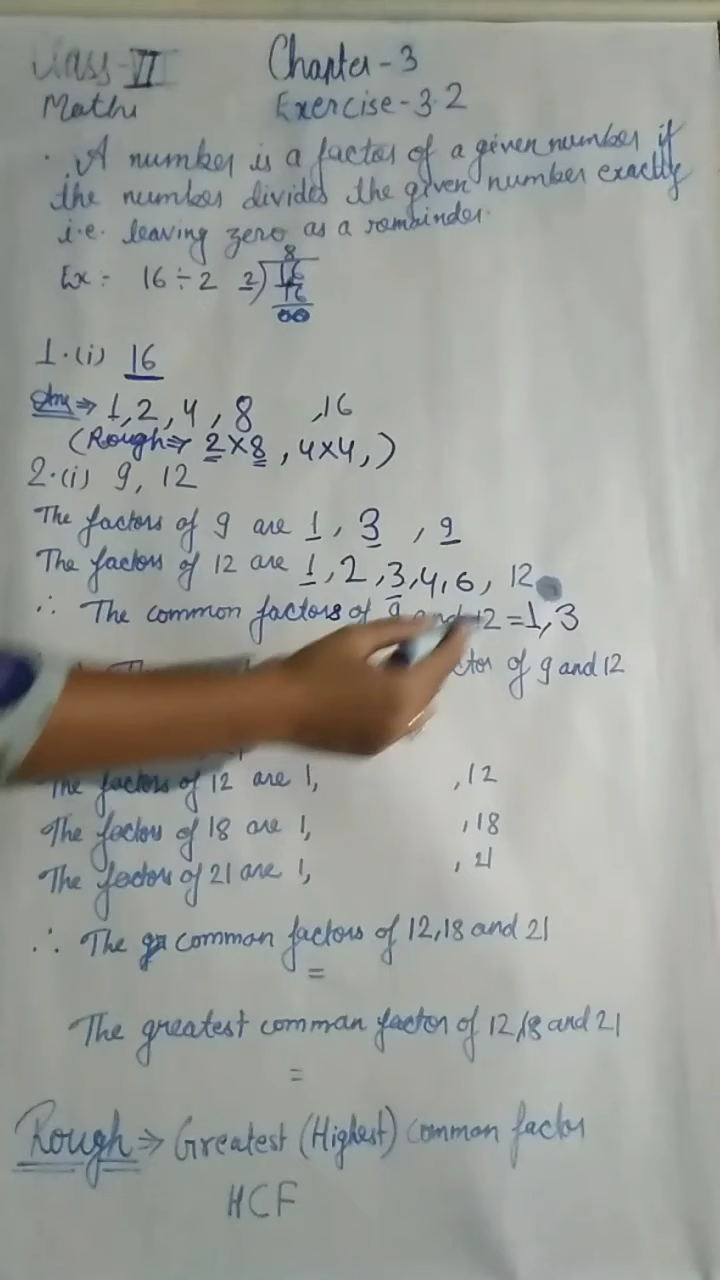 Class-VI Chapter-3
Maths Exercise-3.2
· A number is a factor of a given number if
the number divides the given number exactly
i.e. leaving zero as a remainder.
8
Ex:- 16÷2 2)16
16
00
1.(i) 16
Ans⇒ 1,2,4,8 ,16
(Rough⇒ 2×8, 4×4,)
2.(i) 9, 12
The factors of 9 are 1, 3 , 9
The factors of 12 are 1,2,3,4,6, 12
∴ The common factors of 9 and 12 =1,3
of 9 and 12
The factors of 12 are 1, ,12
The factors of 18 are 1, ,18
The factors of 21 are 1, , 21
∴ The common factors of 12,18 and 21
=
The greatest comman factor of 12,18 and 21
=
Rough⇒ Greatest (Highest) common factor
HCF